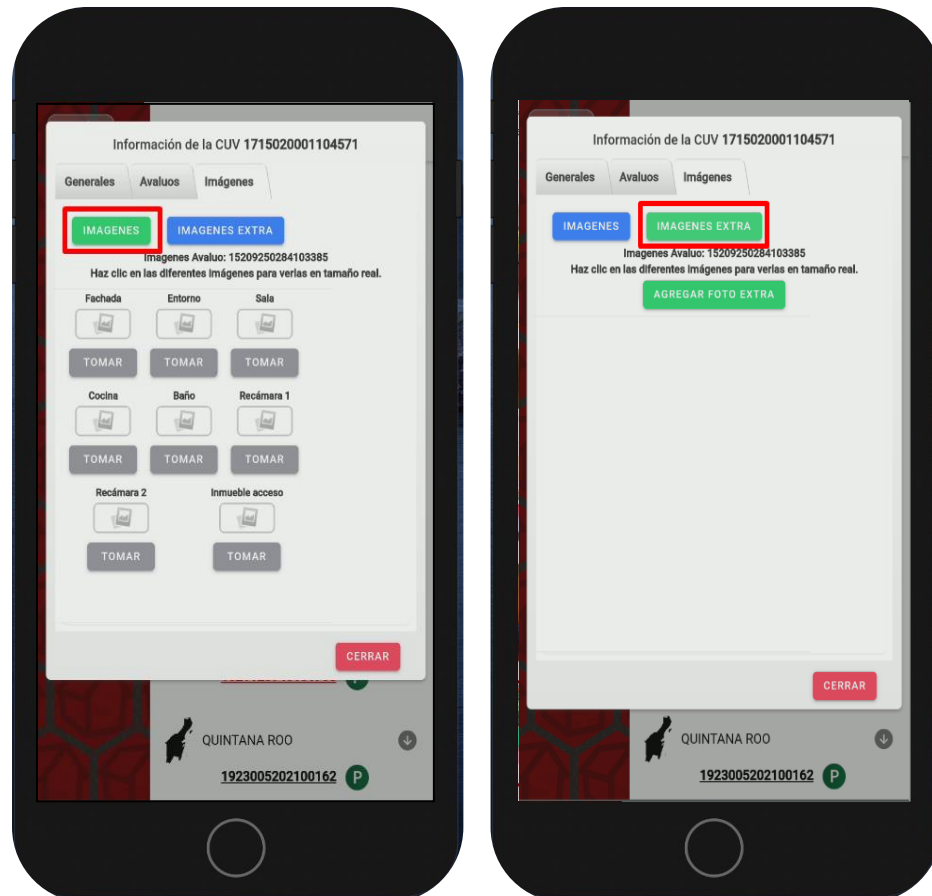 Información de la CUV 1715020001104571
Generales Avaluos Imágenes
IMAGENES IMAGENES EXTRA
Imagenes Avaluo: 15209250284103385
Haz clic en las diferentes imágenes para verlas en tamaño real.
Fachada Entorno Sala
TOMAR TOMAR TOMAR
Cocina Baño Recámara 1
TOMAR TOMAR TOMAR
Recámara 2 Inmueble acceso
TOMAR TOMAR
CERRAR
P
QUINTANA ROO
1923005202100162 P
Información de la CUV 1715020001104571
Generales Avaluos Imágenes
IMAGENES IMAGENES EXTRA
Imagenes Avaluo: 15209250284103385
Haz clic en las diferentes imágenes para verlas en tamaño real.
AGREGAR FOTO EXTRA
CERRAR
QUINTANA ROO
1923005202100162 P